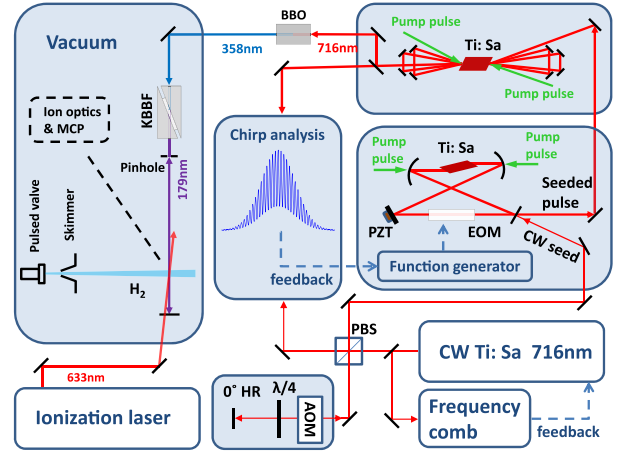 Vacuum
BBO
358nm
716nm
Pump pulse
Ti: Sa
Pump pulse
KBBF
Ion optics
& MCP
Pinhole
179nm
Pulsed valve
Skimmer
H2
633nm
Ionization laser
Chirp analysis
feedback
Pump
pulse
Ti: Sa
Pump
pulse
Seeded
pulse
PZT
EOM
CW seed
Function generator
PBS
CW Ti: Sa 716nm
0˚ HR
λ/4
AOM
Frequency
comb
feedback